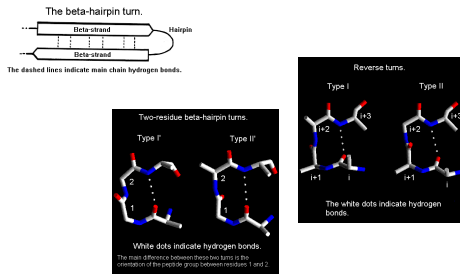 The beta-hairpin turn.
Beta-strand
Hairpin
Beta-strand
The dashed lines indicate main chain hydrogen bonds.
Two-residue beta-hairpin turns.
Type I' Type II'
2 2
1 1
White dots indicate hydrogen bonds.
The main difference between these two turns is the
orientation of the peptide group between residues 1 and 2
Reverse turns.
Type I Type II
i+3 i+3
i+2 i+2
i+1 i i+1 i
The white dots indicate hydrogen
bonds.